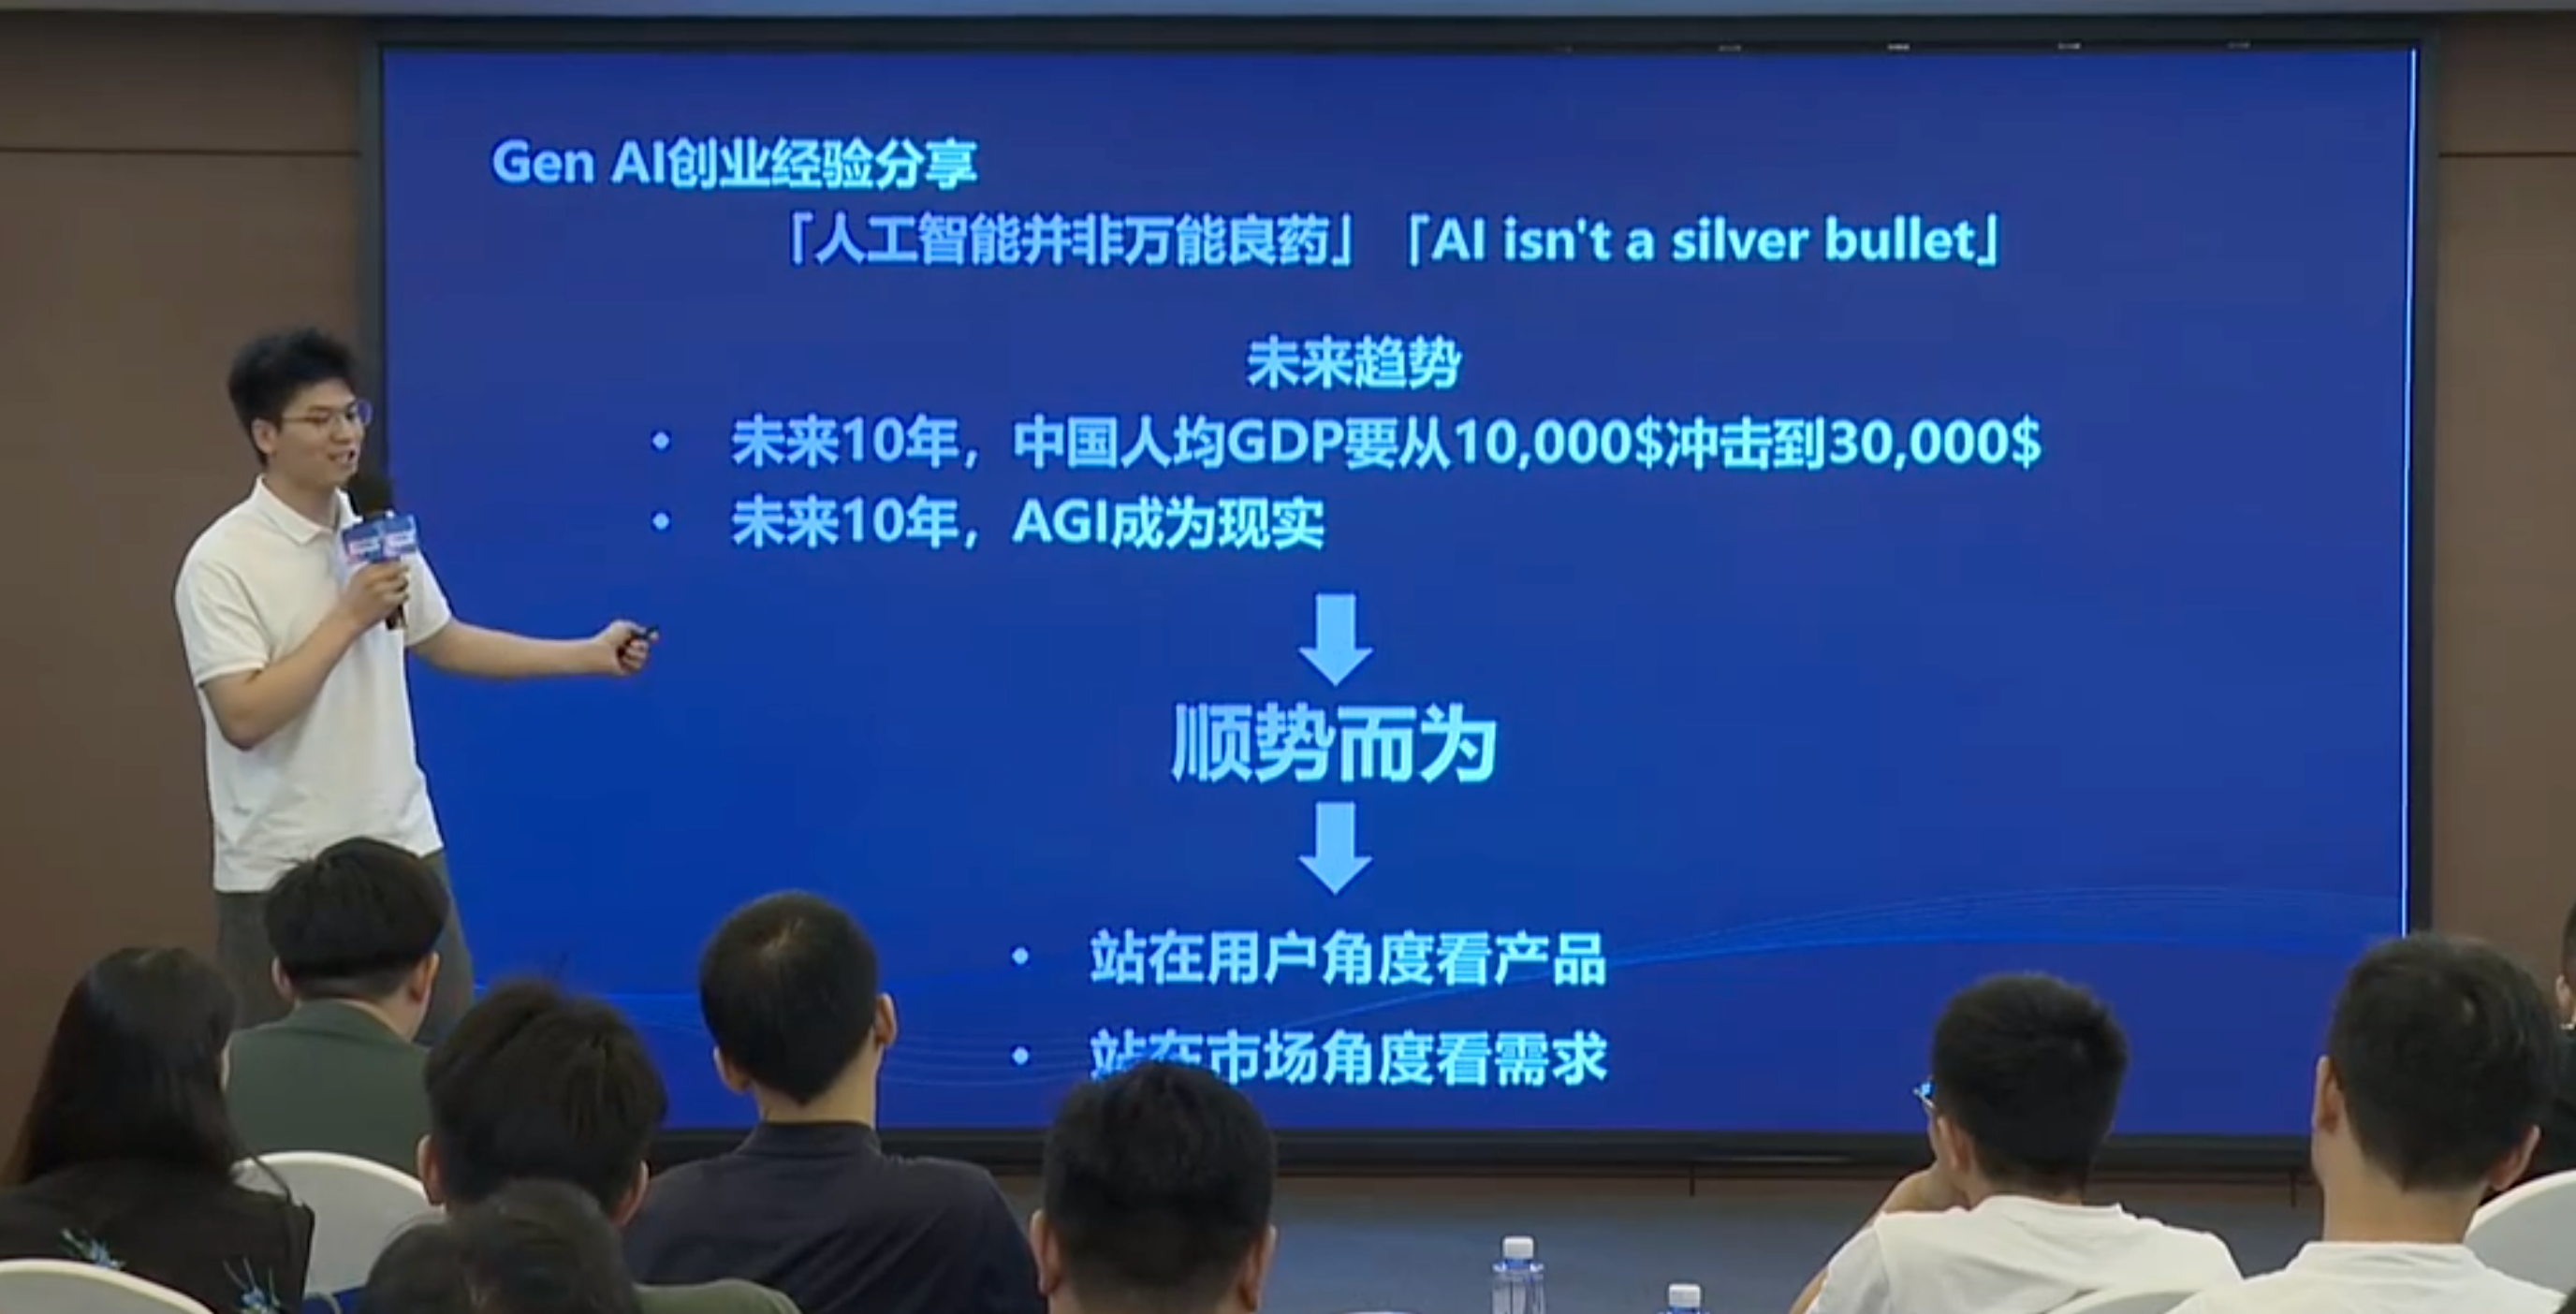 Gen AI创业经验分享
「人工智能并非万能良药」「AI isn't a silver bullet」
未来趋势
• 未来10年，中国人均GDP要从10,000$冲击到30,000$
• 未来10年，AGI成为现实
顺势而为
• 站在用户角度看产品
• 站在市场角度看需求